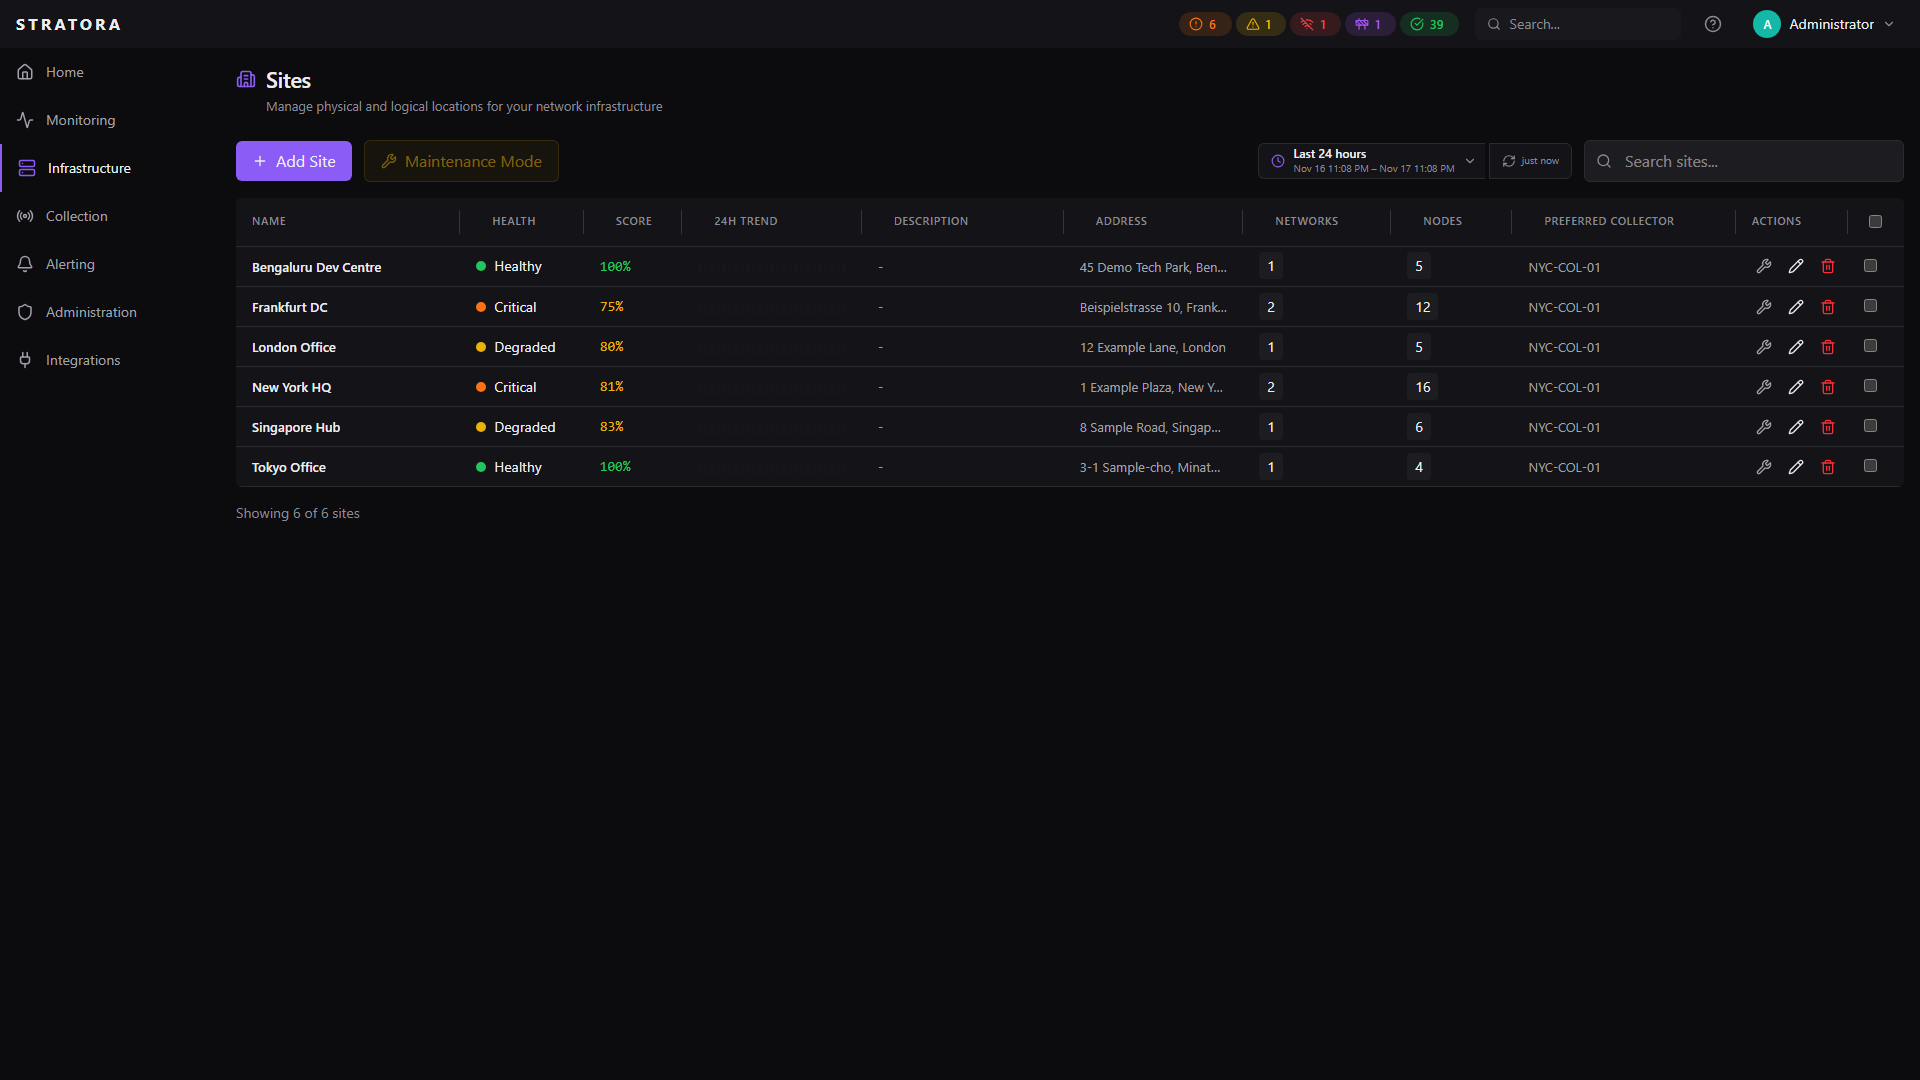 STRATORA
6
1
1
1
39
Search...
A
Administrator
Home
Monitoring
Infrastructure
Collection
Alerting
Administration
Integrations
Sites
Manage physical and logical locations for your network infrastructure
Add Site
Maintenance Mode
Last 24 hours
Nov 16 11:08 PM – Nov 17 11:08 PM
just now
Search sites...
NAME HEALTH SCORE 24H TREND DESCRIPTION ADDRESS NETWORKS NODES PREFERRED COLLECTOR ACTIONS
Bengaluru Dev Centre Healthy 100% - 45 Demo Tech Park, Ben... 1 5 NYC-COL-01
Frankfurt DC Critical 75% - Beispielstrasse 10, Frank... 2 12 NYC-COL-01
London Office Degraded 80% - 12 Example Lane, London 1 5 NYC-COL-01
New York HQ Critical 81% - 1 Example Plaza, New Y... 2 16 NYC-COL-01
Singapore Hub Degraded 83% - 8 Sample Road, Singap... 1 6 NYC-COL-01
Tokyo Office Healthy 100% - 3-1 Sample-cho, Minat... 1 4 NYC-COL-01
Showing 6 of 6 sites